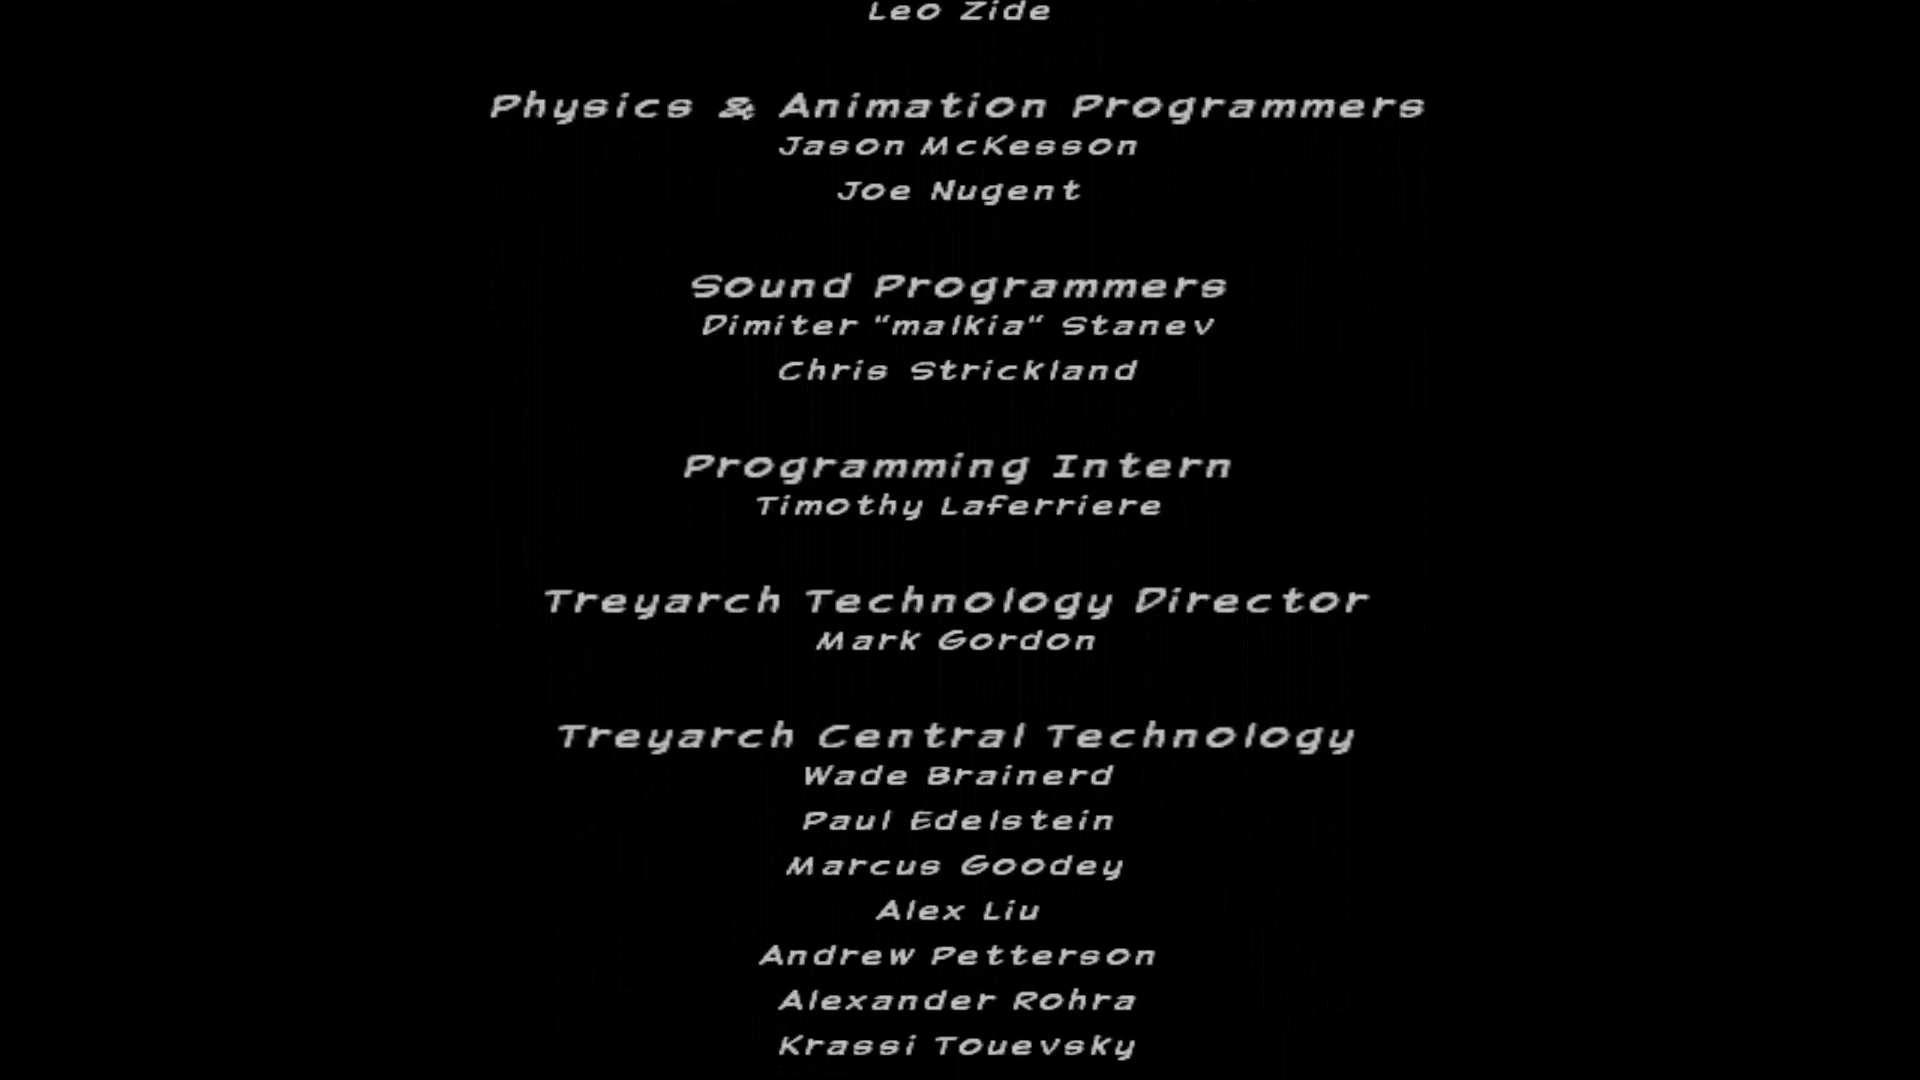 Leo Zide
Physics & Animation Programmers
Jason McKesson
Joe Nugent
Sound Programmers
Dimiter "malkia" Stanev
Chris Strickland
Programming Intern
Timothy Laferriere
Treyarch Technology Director
Mark Gordon
Treyarch Central Technology
Wade Brainerd
Paul Edelstein
Marcus Goodey
Alex Liu
Andrew Petterson
Alexander Rohra
Krassi Touevsky